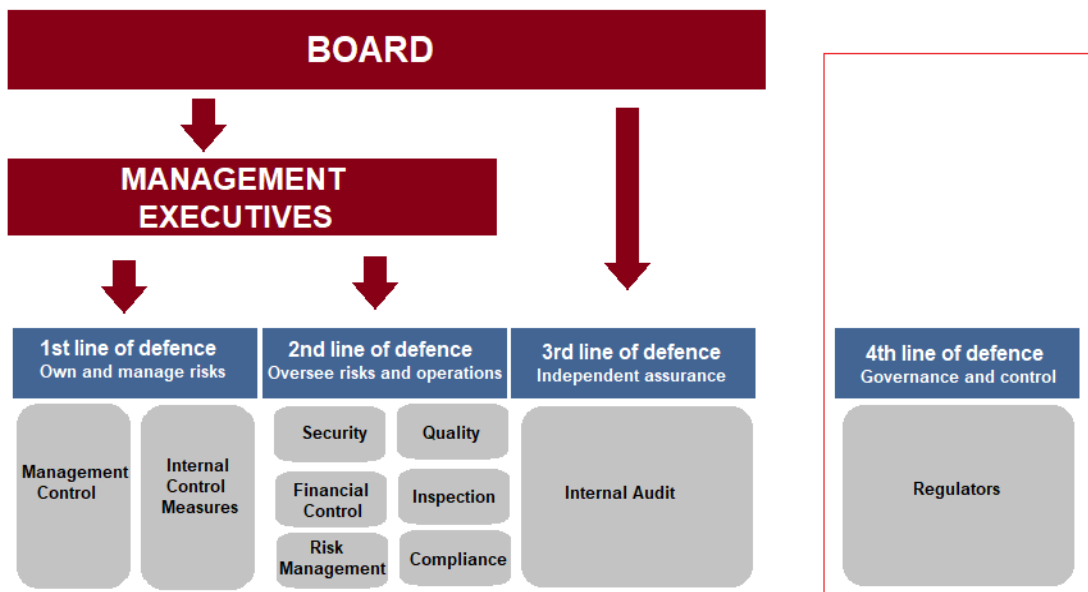 BOARD
MANAGEMENT
EXECUTIVES
1st line of defence
Own and manage risks
2nd line of defence
Oversee risks and operations
3rd line of defence
Independent assurance
4th line of defence
Governance and control
Management
Control
Internal
Control
Measures
Security
Quality
Financial
Control
Inspection
Risk
Management
Compliance
Internal Audit
Regulators